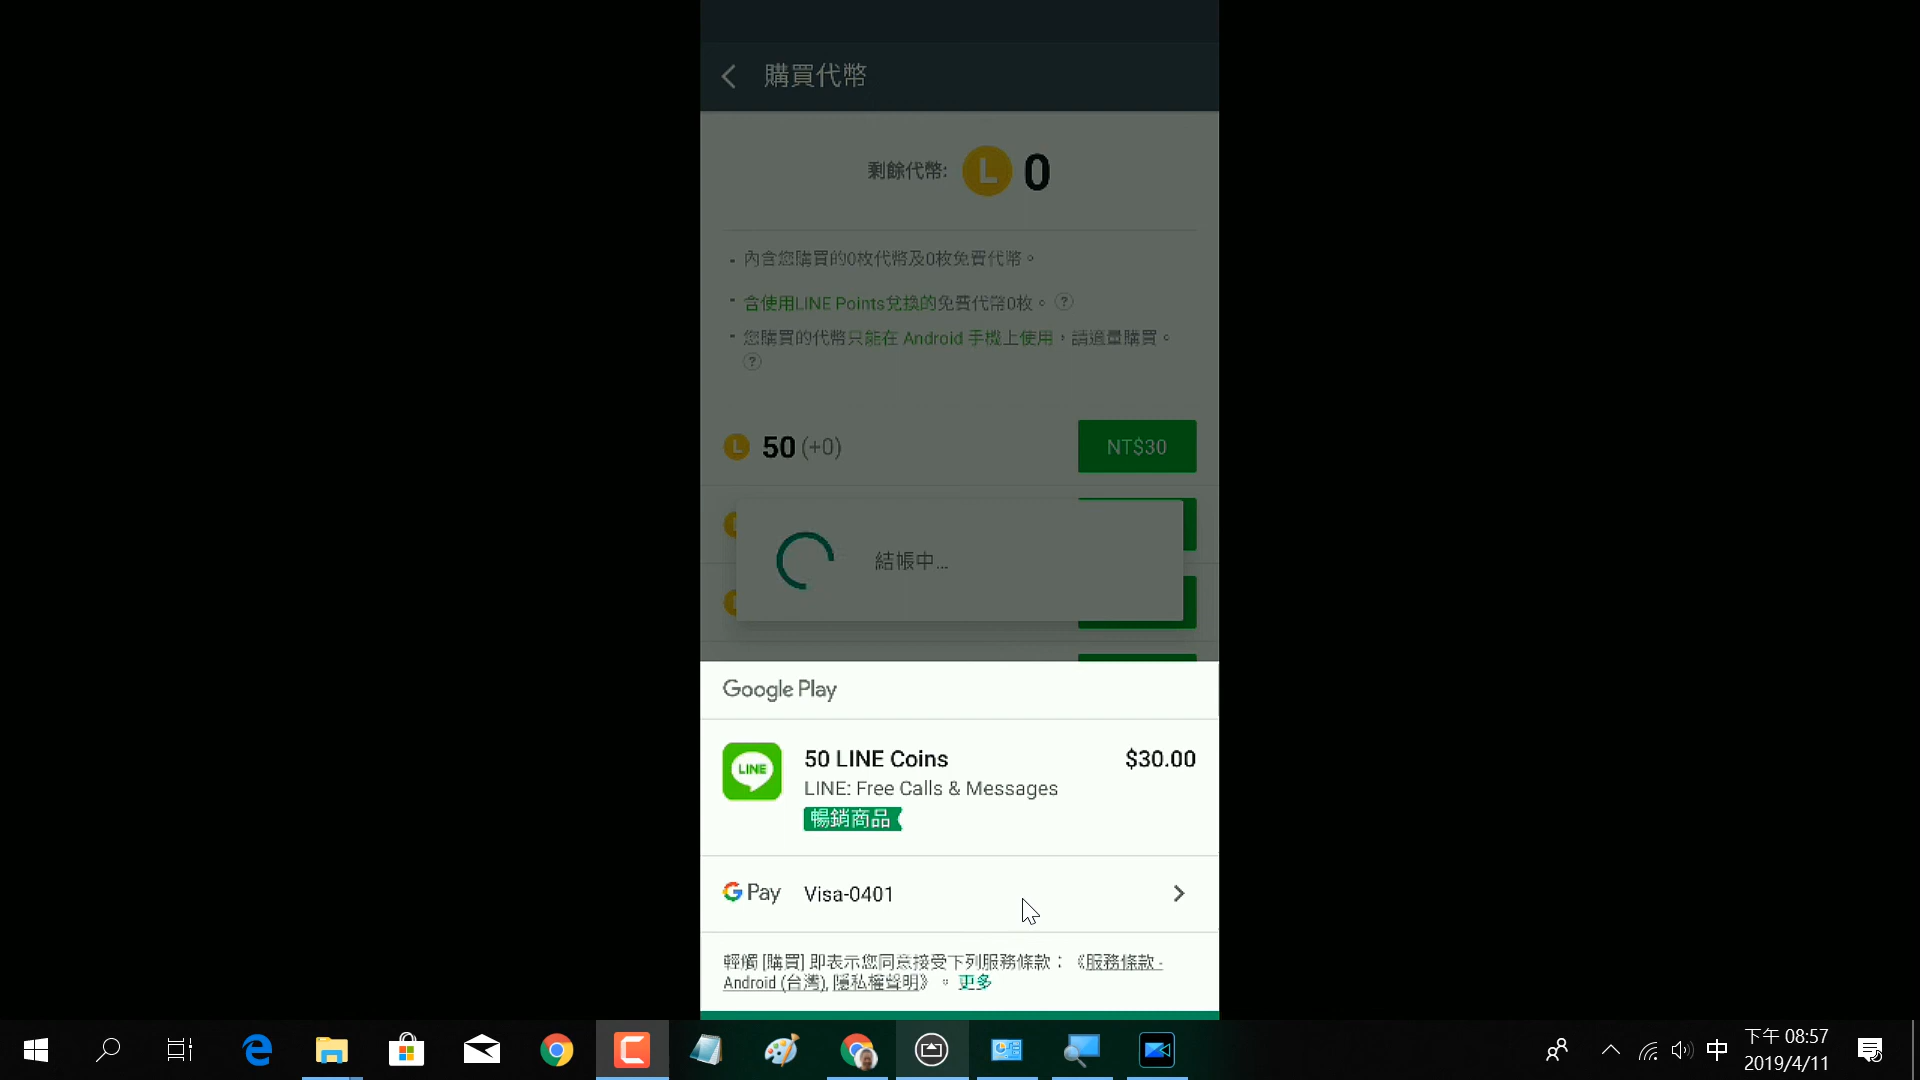 購買代幣
剩餘代幣: L 0
- 內含您購買的0枚代幣及0枚免費代幣。
- 含使用LINE Points兌換的免費代幣0枚。 ?
- 您購買的代幣只能在 Android 手機上使用，請適量購買。
?
L 50 (+0) NT$30
結帳中...
Google Play
LINE
50 LINE Coins $30.00
LINE: Free Calls & Messages
暢銷商品
G Pay Visa-0401
輕觸 [購買] 即表示您同意接受下列服務條款：《服務條款 -
Android (台灣), 隱私權聲明》。 更多
中
下午 08:57
2019/4/11